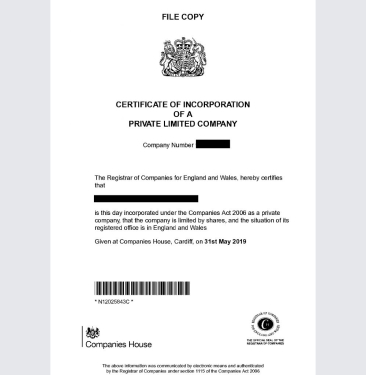 FILE COPY
CERTIFICATE OF INCORPORATION
OF A
PRIVATE LIMITED COMPANY
Company Number
The Registrar of Companies for England and Wales, hereby certifies
that
is this day incorporated under the Companies Act 2006 as a private
company, that the company is limited by shares, and the situation of its
registered office is in England and Wales
Given at Companies House, Cardiff, on 31st May 2019
* N12025843C *
Companies House
THE OFFICIAL SEAL OF THE
REGISTRAR OF COMPANIES
The above information was communicated by electronic means and authenticated
by the Registrar of Companies under section 1115 of the Companies Act 2006